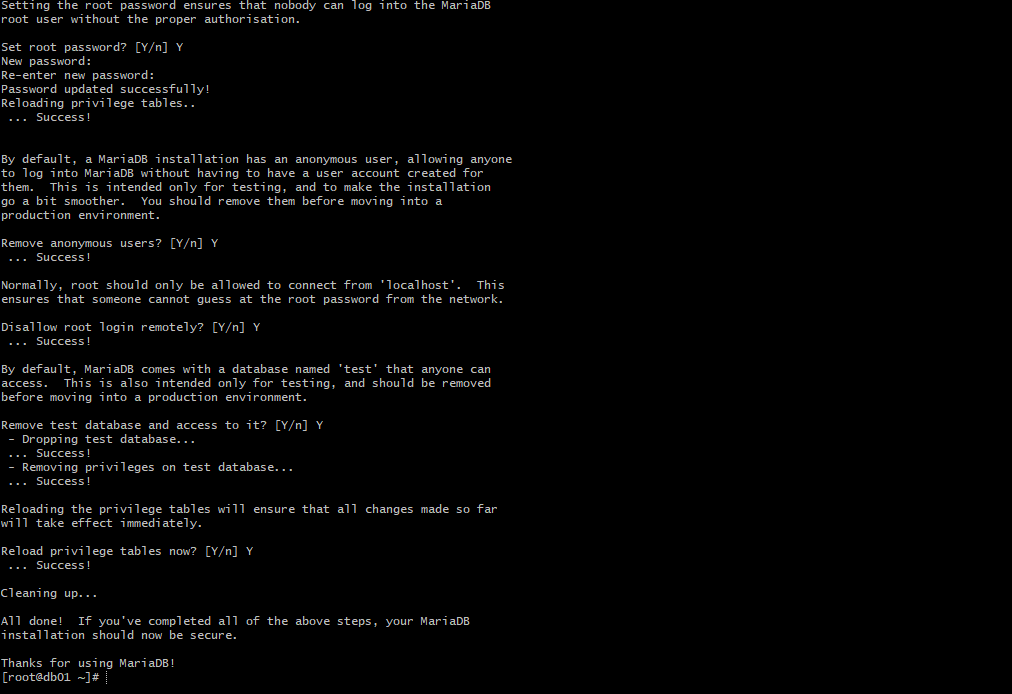 Setting the root password ensures that nobody can log into the MariaDB
root user without the proper authorisation.
Set root password? [Y/n] Y
New password:
Re-enter new password:
Password updated successfully!
Reloading privilege tables..
 ... Success!
By default, a MariaDB installation has an anonymous user, allowing anyone
to log into MariaDB without having to have a user account created for
them.  This is intended only for testing, and to make the installation
go a bit smoother.  You should remove them before moving into a
production environment.
Remove anonymous users? [Y/n] Y
 ... Success!
Normally, root should only be allowed to connect from 'localhost'.  This
ensures that someone cannot guess at the root password from the network.
Disallow root login remotely? [Y/n] Y
 ... Success!
By default, MariaDB comes with a database named 'test' that anyone can
access.  This is also intended only for testing, and should be removed
before moving into a production environment.
Remove test database and access to it? [Y/n] Y
 - Dropping test database...
 ... Success!
 - Removing privileges on test database...
 ... Success!
Reloading the privilege tables will ensure that all changes made so far
will take effect immediately.
Reload privilege tables now? [Y/n] Y
 ... Success!
Cleaning up...
All done!  If you've completed all of the above steps, your MariaDB
installation should now be secure.
Thanks for using MariaDB!
[root@db01 ~]#